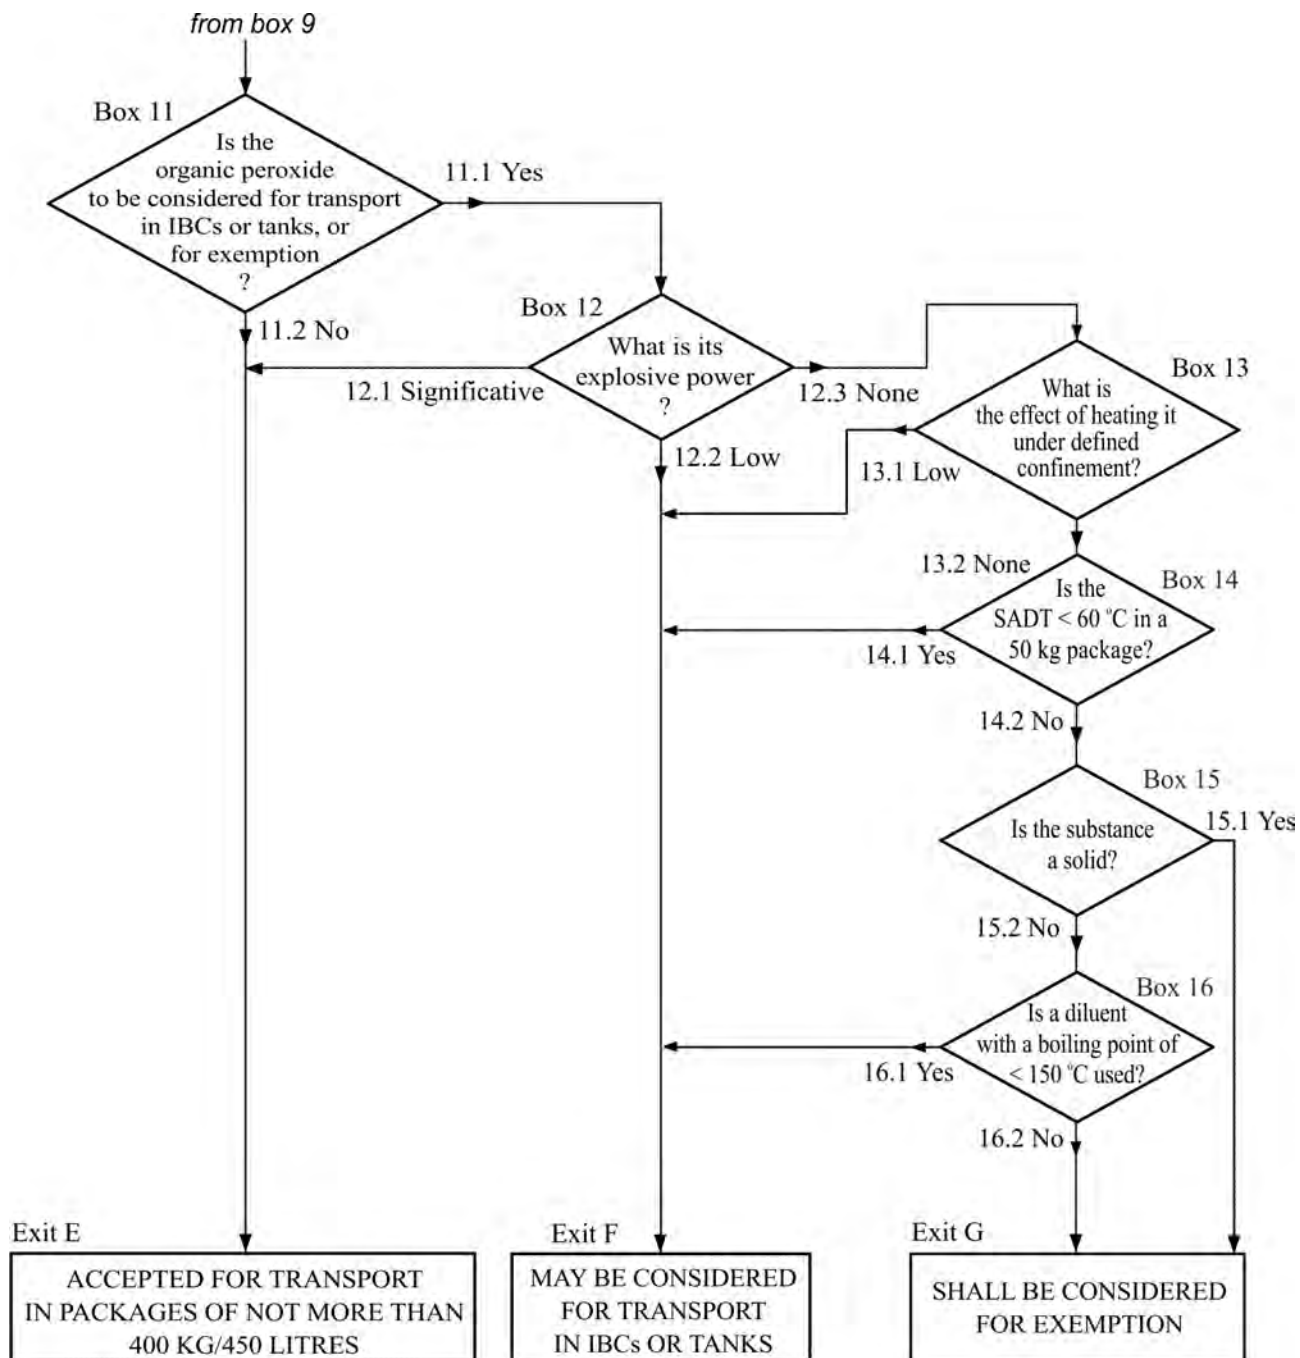 from box 9
Box 11
Is the
organic peroxide
to be considered for transport
in IBCs or tanks, or
for exemption
?
11.1 Yes
11.2 No
Box 12
What is its
explosive power
?
12.1 Significative
12.3 None
12.2 Low
Box 13
What is
the effect of heating it
under defined
confinement?
13.1 Low
13.2 None
Box 14
Is the
SADT < 60 °C in a
50 kg package?
14.1 Yes
14.2 No
Box 15
Is the substance
a solid?
15.1 Yes
15.2 No
Box 16
Is a diluent
with a boiling point of
< 150 °C used?
16.1 Yes
16.2 No
Exit E
ACCEPTED FOR TRANSPORT
IN PACKAGES OF NOT MORE THAN
400 KG/450 LITRES
Exit F
MAY BE CONSIDERED
FOR TRANSPORT
IN IBCs OR TANKS
Exit G
SHALL BE CONSIDERED
FOR EXEMPTION